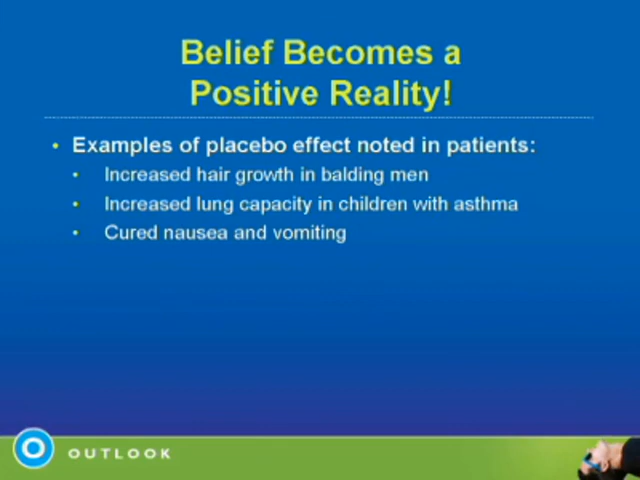 Belief Becomes a
Positive Reality!
• Examples of placebo effect noted in patients:
• Increased hair growth in balding men
• Increased lung capacity in children with asthma
• Cured nausea and vomiting
OUTLOOK